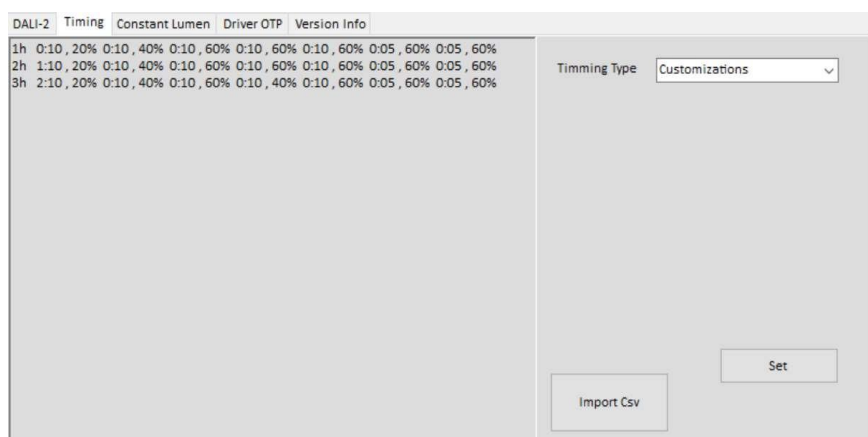 DALI-2 Timing Constant Lumen Driver OTP Version Info
1h 0:10 , 20% 0:10 , 40% 0:10 , 60% 0:10 , 60% 0:10 , 60% 0:05 , 60% 0:05 , 60%
2h 1:10 , 20% 0:10 , 40% 0:10 , 60% 0:10 , 60% 0:10 , 60% 0:05 , 60% 0:05 , 60%
3h 2:10 , 20% 0:10 , 40% 0:10 , 60% 0:10 , 40% 0:10 , 60% 0:05 , 60% 0:05 , 60%
Timming Type Customizations
Set
Import Csv